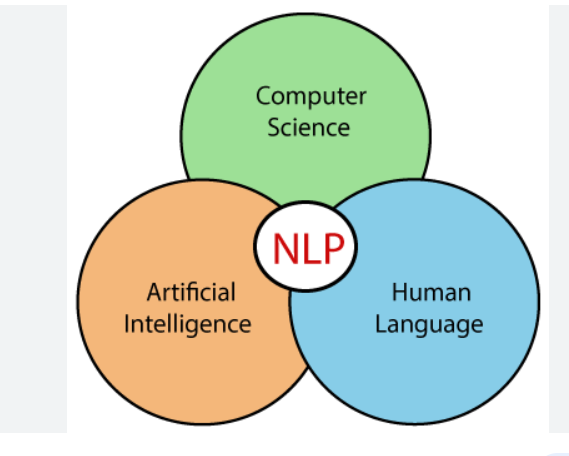 Computer
Science
NLP
Artificial
Intelligence
Human
Language